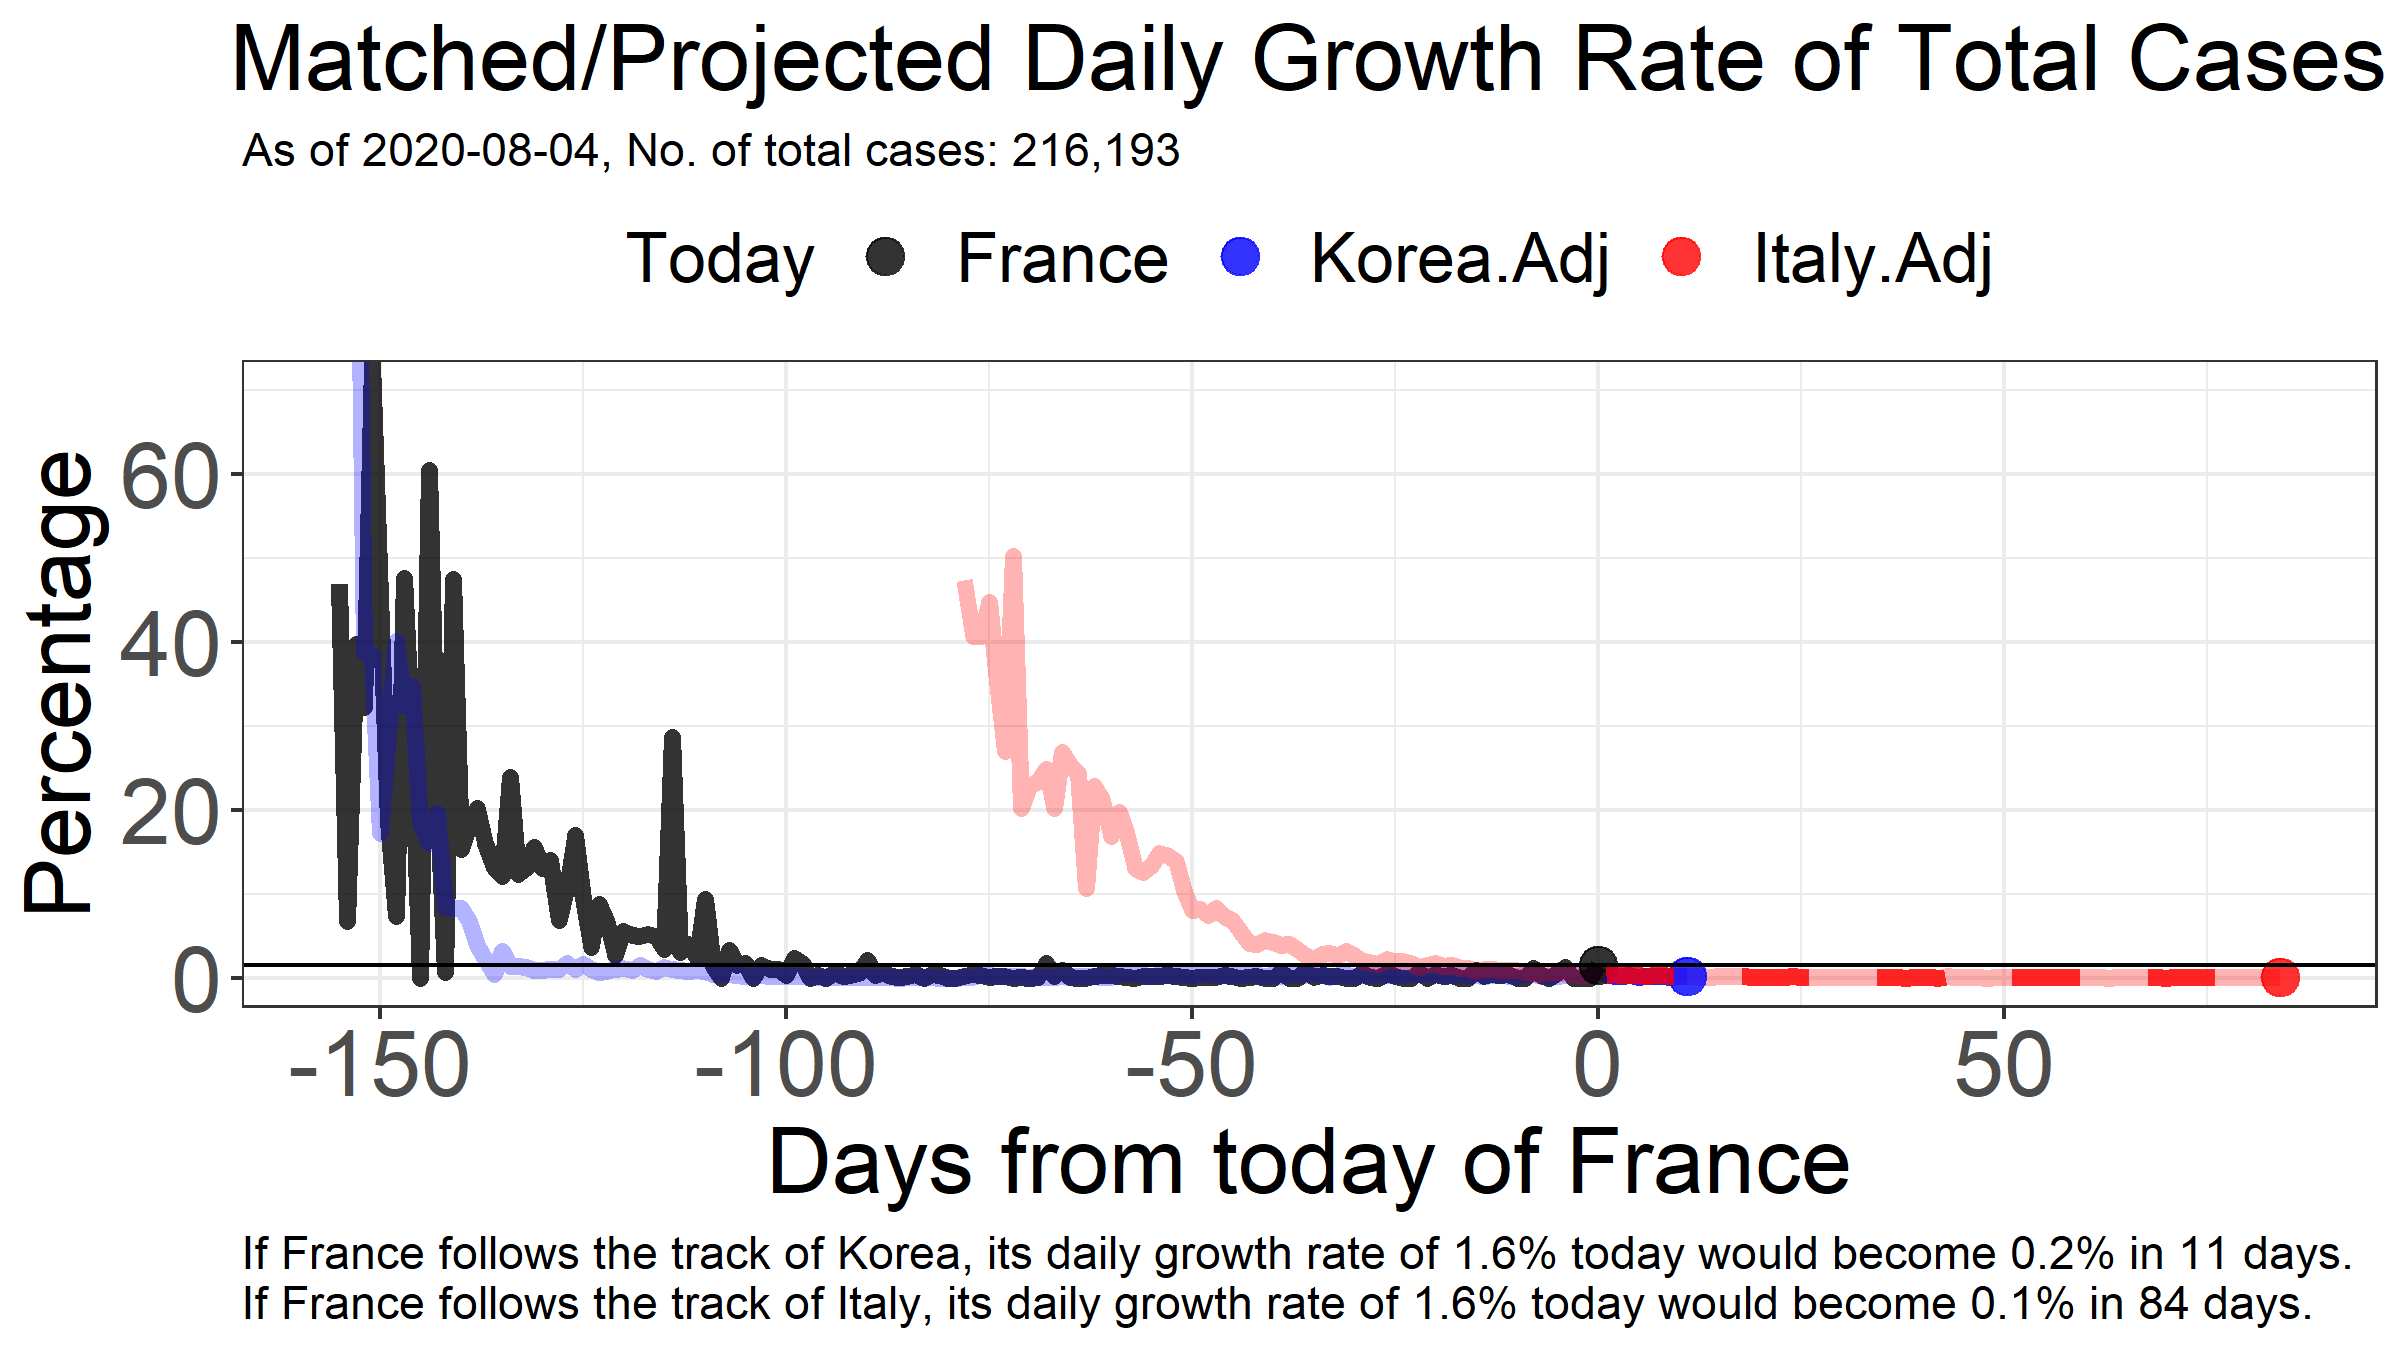 Matched/Projected Daily Growth Rate of Total Cases
As of 2020-08-04, No. of total cases: 216,193
Today France Korea.Adj Italy.Adj
Percentage
60
40
20
0
-150 -100 -50 0 50
Days from today of France
If France follows the track of Korea, its daily growth rate of 1.6% today would become 0.2% in 11 days.
If France follows the track of Italy, its daily growth rate of 1.6% today would become 0.1% in 84 days.